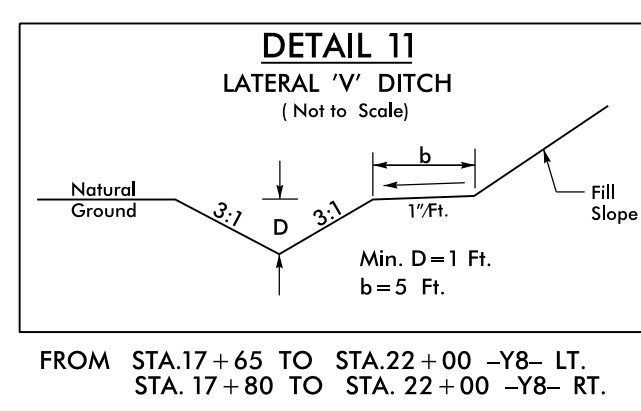 DETAIL 11
LATERAL 'V' DITCH
( Not to Scale)
b
Natural
Ground
3:1
D
3:1
1"/Ft.
Fill
Slope
Min. D=1 Ft.
b=5 Ft.
FROM STA.17+65 TO STA.22+00 -Y8- LT.
STA. 17+80 TO STA. 22+00 -Y8- RT.